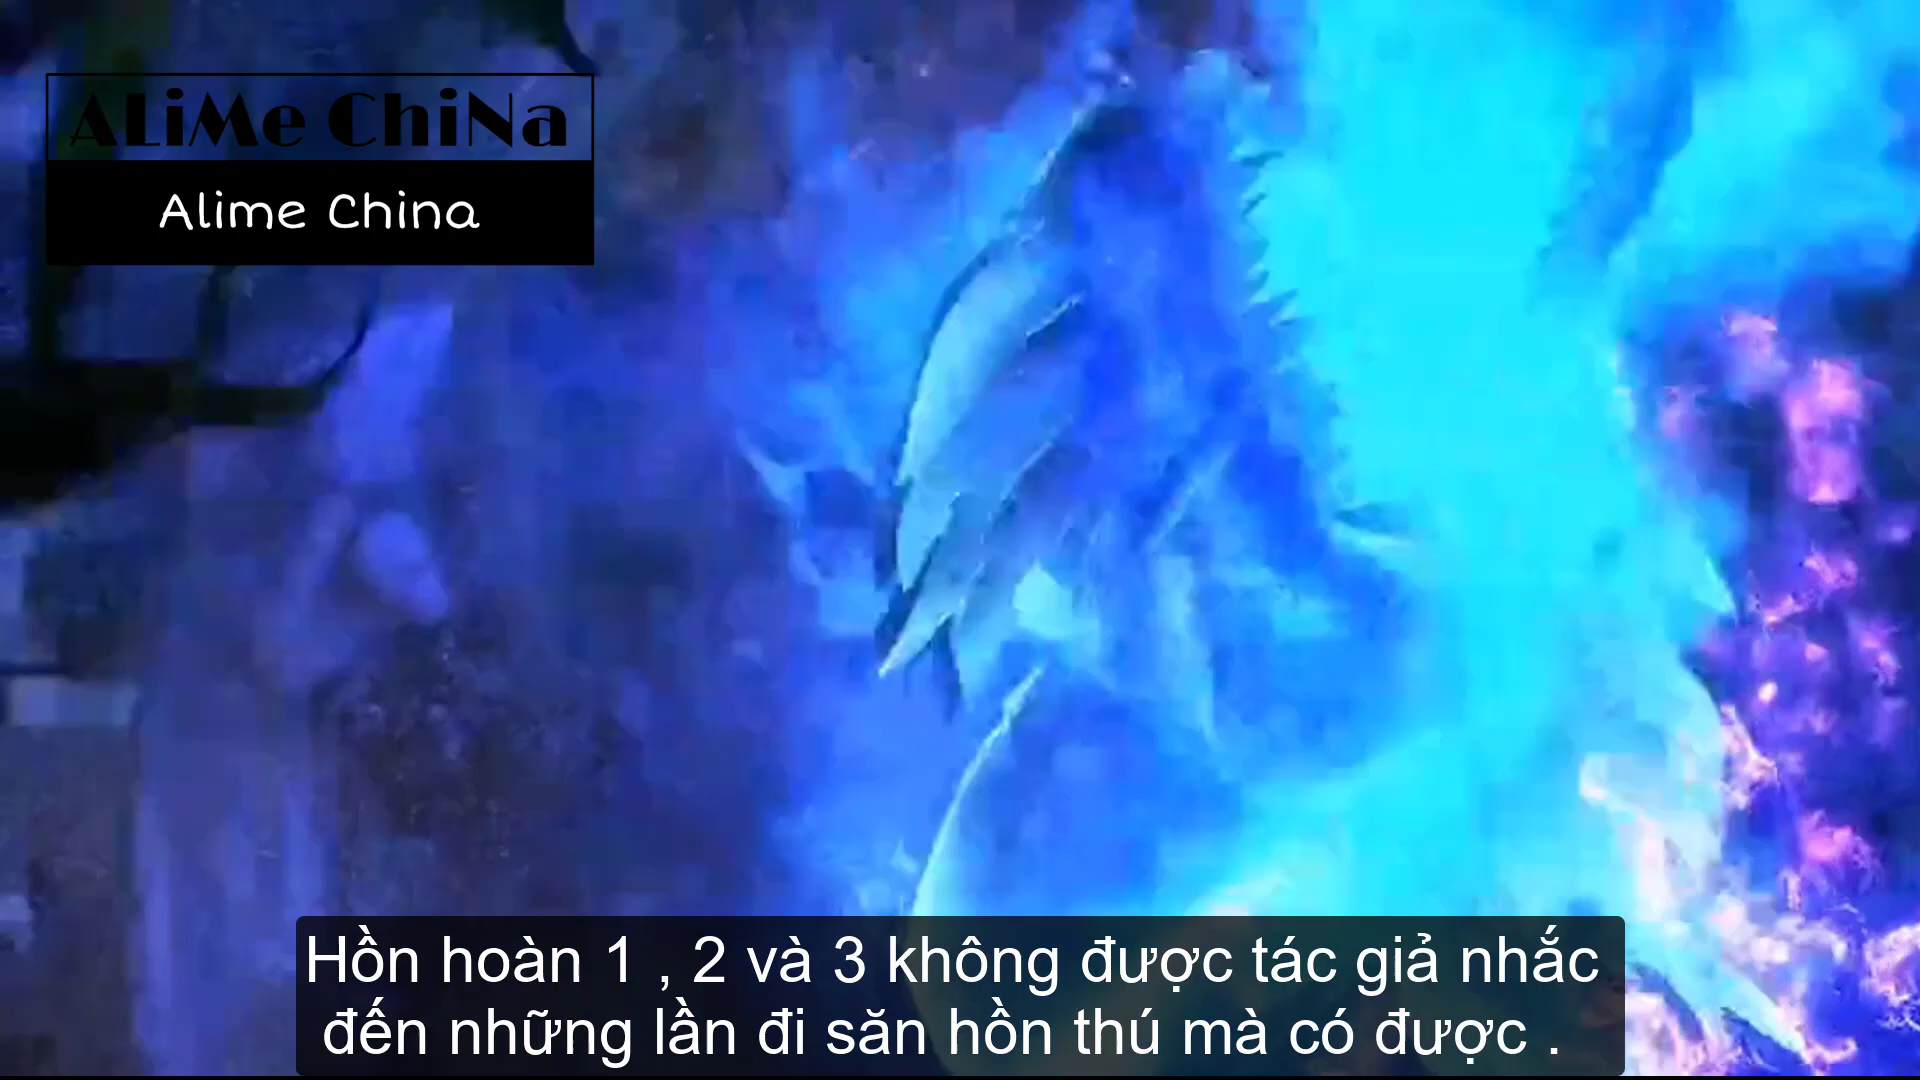 ALiMe ChiNa
Alime China
Hồn hoàn 1 , 2 và 3 không được tác giả nhắc
đến những lần đi săn hồn thú mà có được .